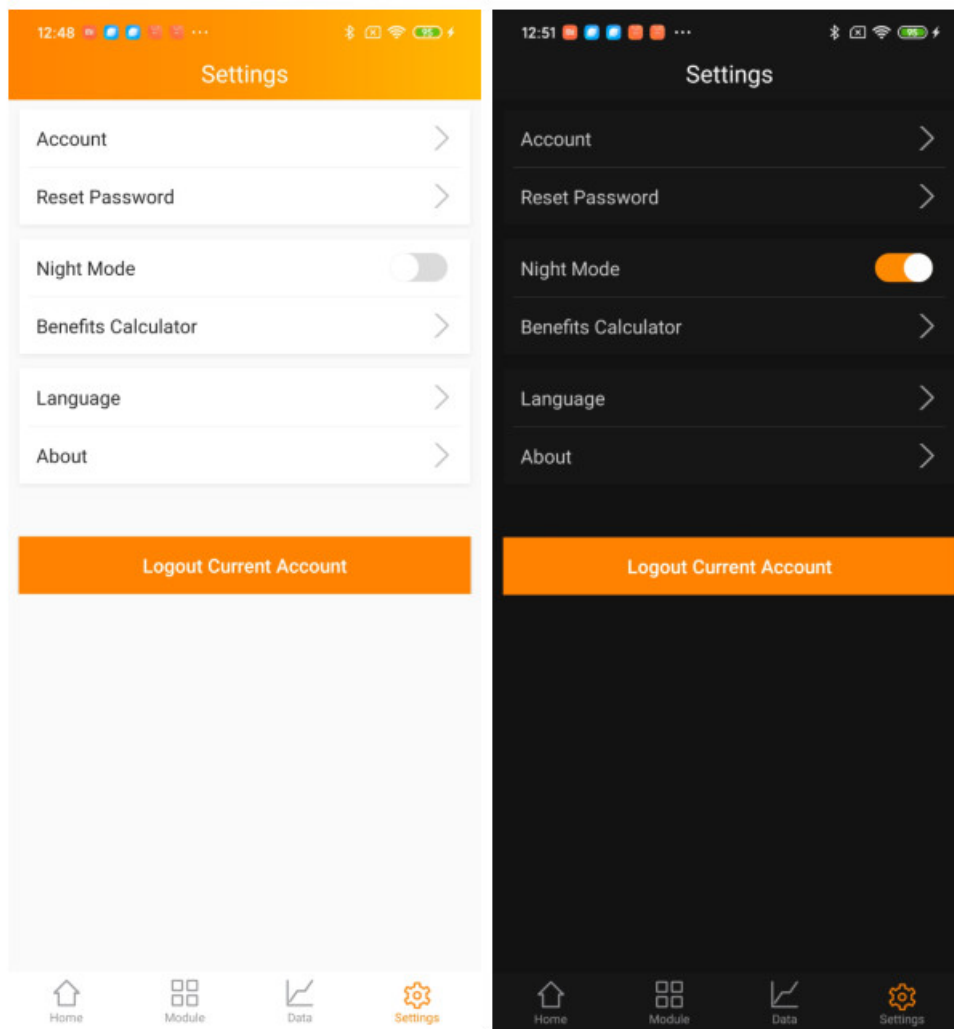 12:48
95
Settings
Account
Reset Password
Night Mode
Benefits Calculator
Language
About
Logout Current Account
Home
Module
Data
Settings
12:51
95
Settings
Account
Reset Password
Night Mode
Benefits Calculator
Language
About
Logout Current Account
Home
Module
Data
Settings